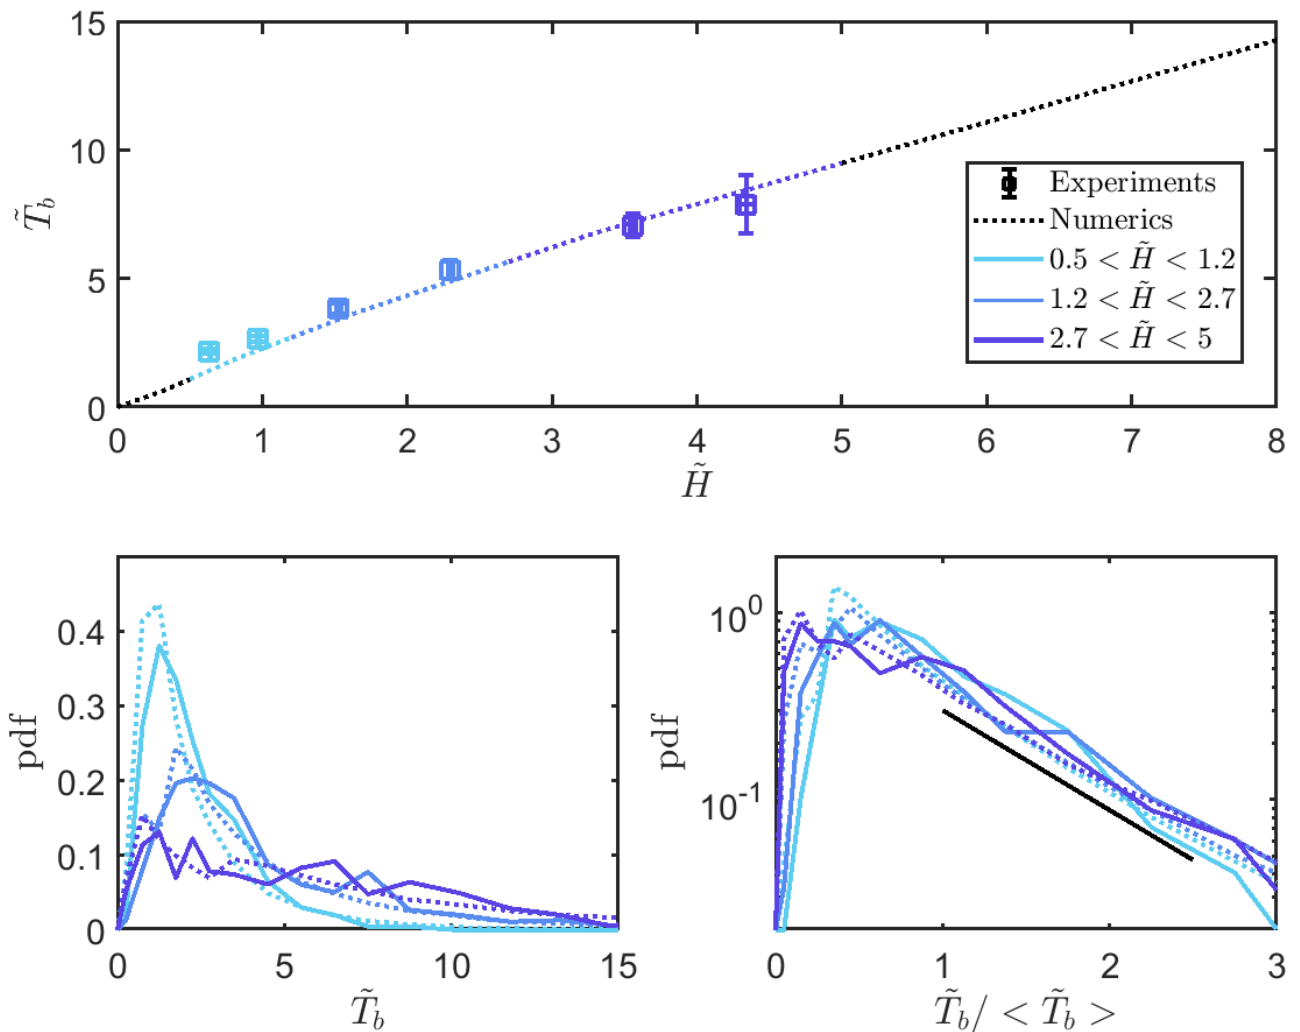 15
10
5
0
T̃_b
0 1 2 3 4 5 6 7 8
H̃
Experiments
Numerics
0.5 < H̃ < 1.2
1.2 < H̃ < 2.7
2.7 < H̃ < 5
0.4
0.3
0.2
0.1
0
pdf
0 5 10 15
T̃_b
10^0
10^-1
pdf
0 1 2 3
T̃_b/ < T̃_b >